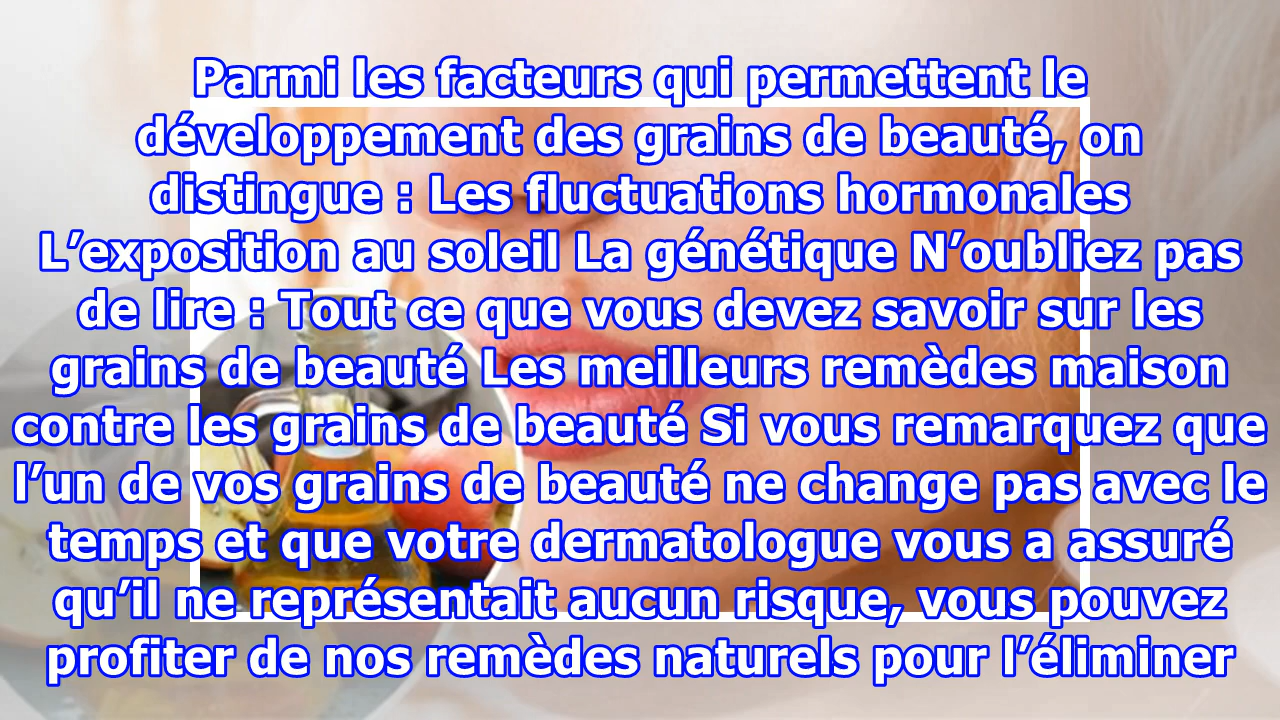 Parmi les facteurs qui permettent le
développement des grains de beauté, on
distingue : Les fluctuations hormonales
L’exposition au soleil La génétique N’oubliez pas
de lire : Tout ce que vous devez savoir sur les
grains de beauté Les meilleurs remèdes maison
contre les grains de beauté Si vous remarquez que
l’un de vos grains de beauté ne change pas avec le
temps et que votre dermatologue vous a assuré
qu’il ne représentait aucun risque, vous pouvez
profiter de nos remèdes naturels pour l’éliminer